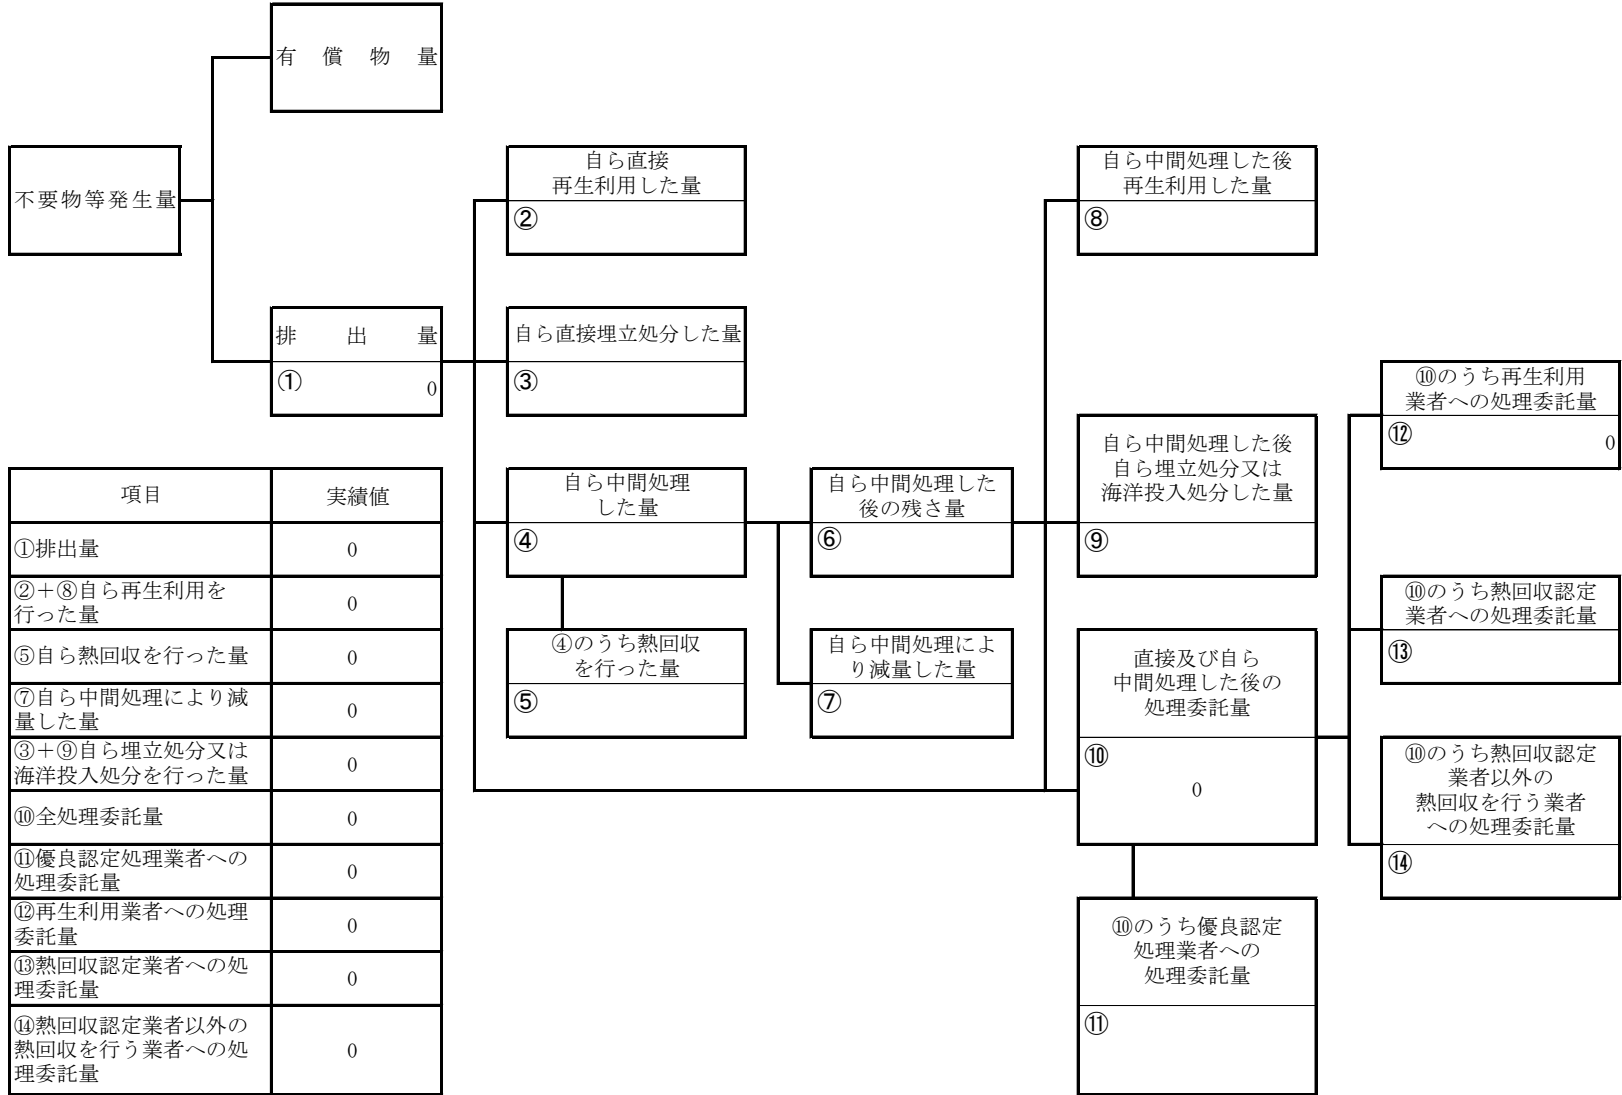 有償物量
不要物等発生量
排出量
① 0
自ら直接
再生利用した量
②
自ら直接埋立処分した量
③
自ら中間処理
した量
④
④のうち熱回収
を行った量
⑤
自ら中間処理した
後の残さ量
⑥
自ら中間処理によ
り減量した量
⑦
自ら中間処理した後
再生利用した量
⑧
自ら中間処理した後
自ら埋立処分又は
海洋投入処分した量
⑨
直接及び自ら
中間処理した後の
処理委託量
⑩
0
⑩のうち優良認定
処理業者への
処理委託量
⑪
⑩のうち再生利用
業者への処理委託量
⑫ 0
⑩のうち熱回収認定
業者への処理委託量
⑬
⑩のうち熱回収認定
業者以外の
熱回収を行う業者
への処理委託量
⑭
項目 実績値
①排出量 0
②＋⑧自ら再生利用を
行った量 0
⑤自ら熱回収を行った量 0
⑦自ら中間処理により減
量した量 0
③＋⑨自ら埋立処分又は
海洋投入処分を行った量 0
⑩全処理委託量 0
⑪優良認定処理業者への
処理委託量 0
⑫再生利用業者への処理
委託量 0
⑬熱回収認定業者への処
理委託量 0
⑭熱回収認定業者以外の
熱回収を行う業者への処 0
理委託量